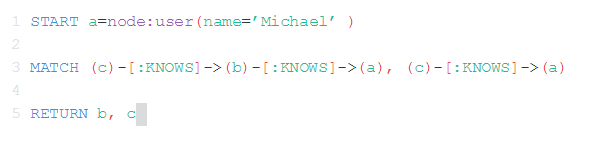 1 START a=node:user(name=’Michael’ )
2
3 MATCH (c)-[:KNOWS]->(b)-[:KNOWS]->(a), (c)-[:KNOWS]->(a)
4
5 RETURN b, c